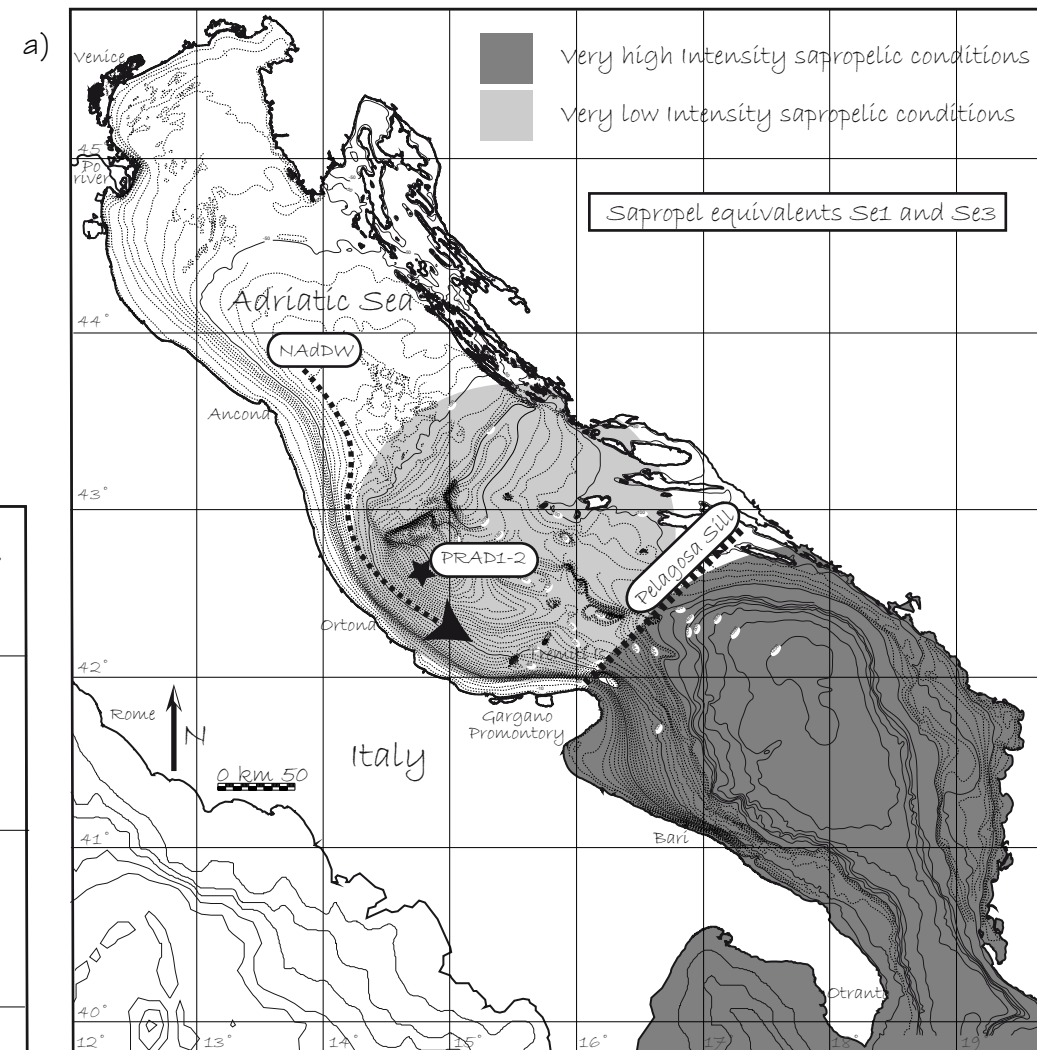 a)
Venice
Very high Intensity sapropelic conditions
Very low Intensity sapropelic conditions
45°
Po
river
Sapropel equivalents Se1 and Se3
Adriatic Sea
44°
NAdDW
Ancona
43°
Pelagosa Sill
PRAD1-2
Ortona
42°
Rome
N
Gargano
Promontory
Italy
0 km 50
41°
Bari
Otranto
40°
12°
13°
14°
15°
16°
17°
18°
19°